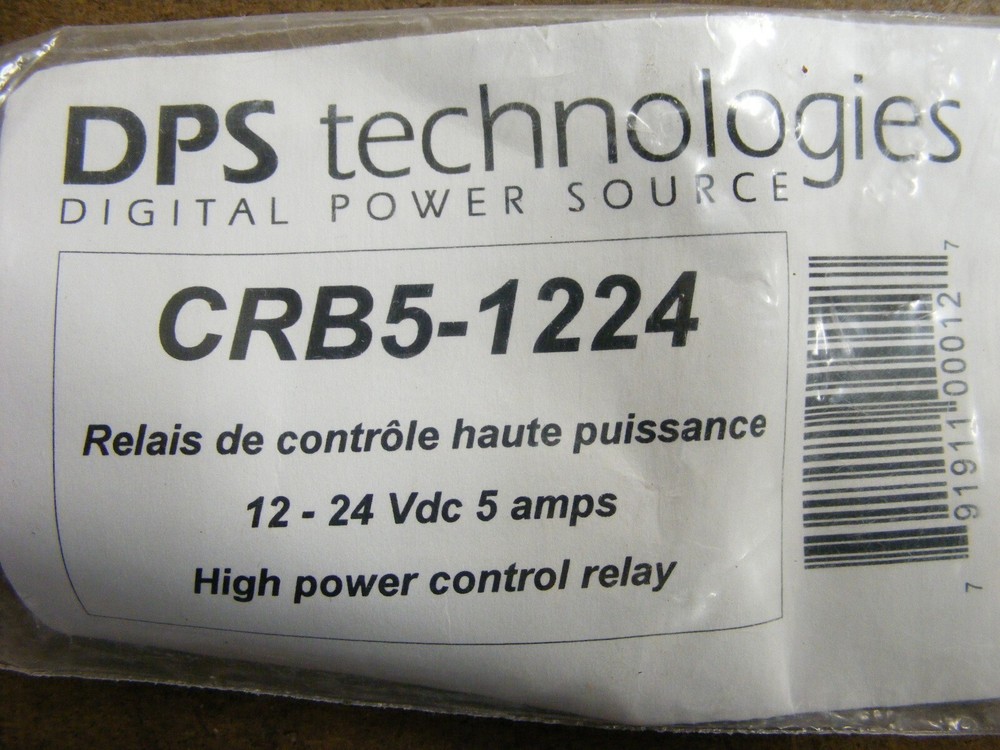 DPS technologies
DIGITAL POWER SOURCE
CRB5-1224
Relais de contrôle haute puissance
12 - 24 Vdc 5 amps
High power control relay
7 91911 00012 7